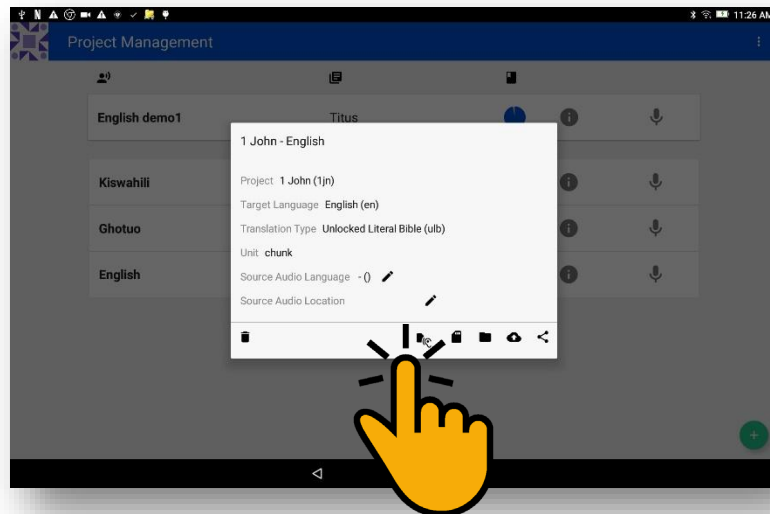 11:26 AM
Project Management
English demo1 Titus
1 John - English
Project 1 John (1jn)
Target Language English (en)
Translation Type Unlocked Literal Bible (ulb)
Unit chunk
Source Audio Language - ()
Source Audio Location
Kiswahili
Ghotuo
English